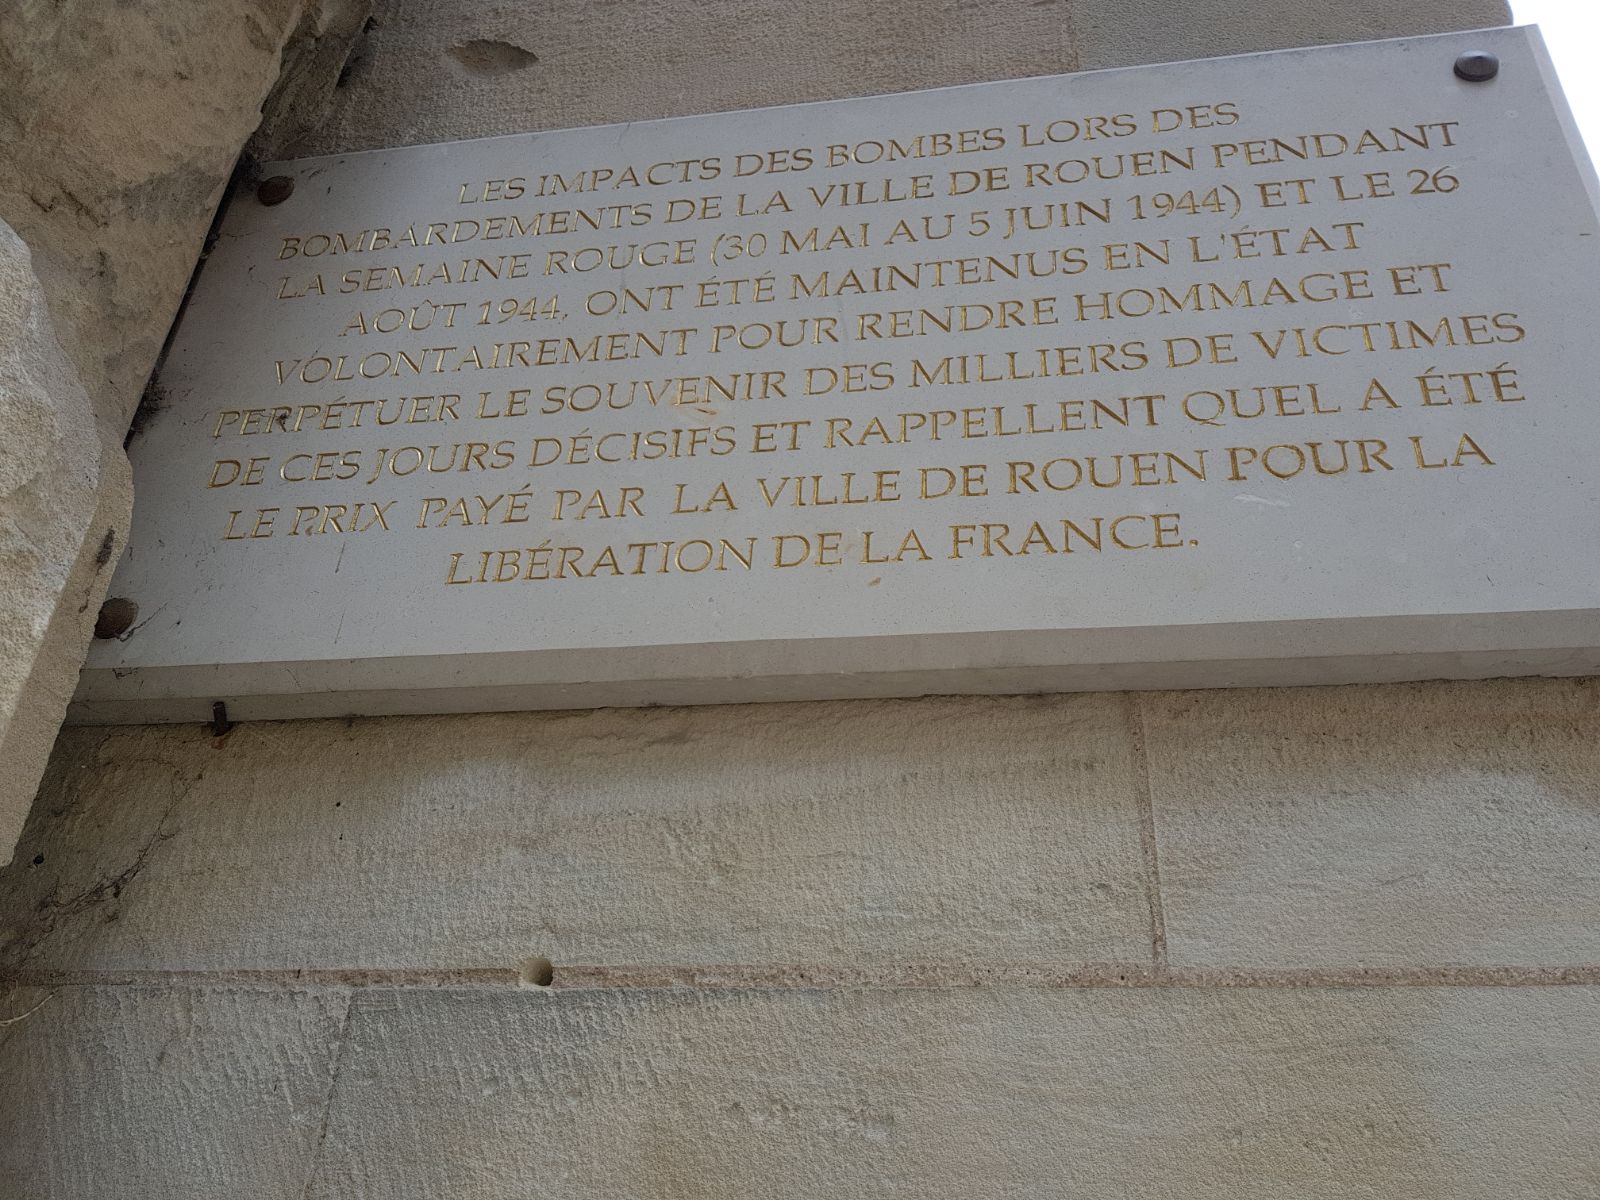 LES IMPACTS DES BOMBES LORS DES
BOMBARDEMENTS DE LA VILLE DE ROUEN PENDANT
LA SEMAINE ROUGE (30 MAI AU 5 JUIN 1944) ET LE 26
AOÛT 1944, ONT ÉTÉ MAINTENUS EN L'ÉTAT
VOLONTAIREMENT POUR RENDRE HOMMAGE ET
PERPÉTUER LE SOUVENIR DES MILLIERS DE VICTIMES
DE CES JOURS DÉCISIFS ET RAPPELLENT QUEL A ÉTÉ
LE PRIX PAYÉ PAR LA VILLE DE ROUEN POUR LA
LIBÉRATION DE LA FRANCE.